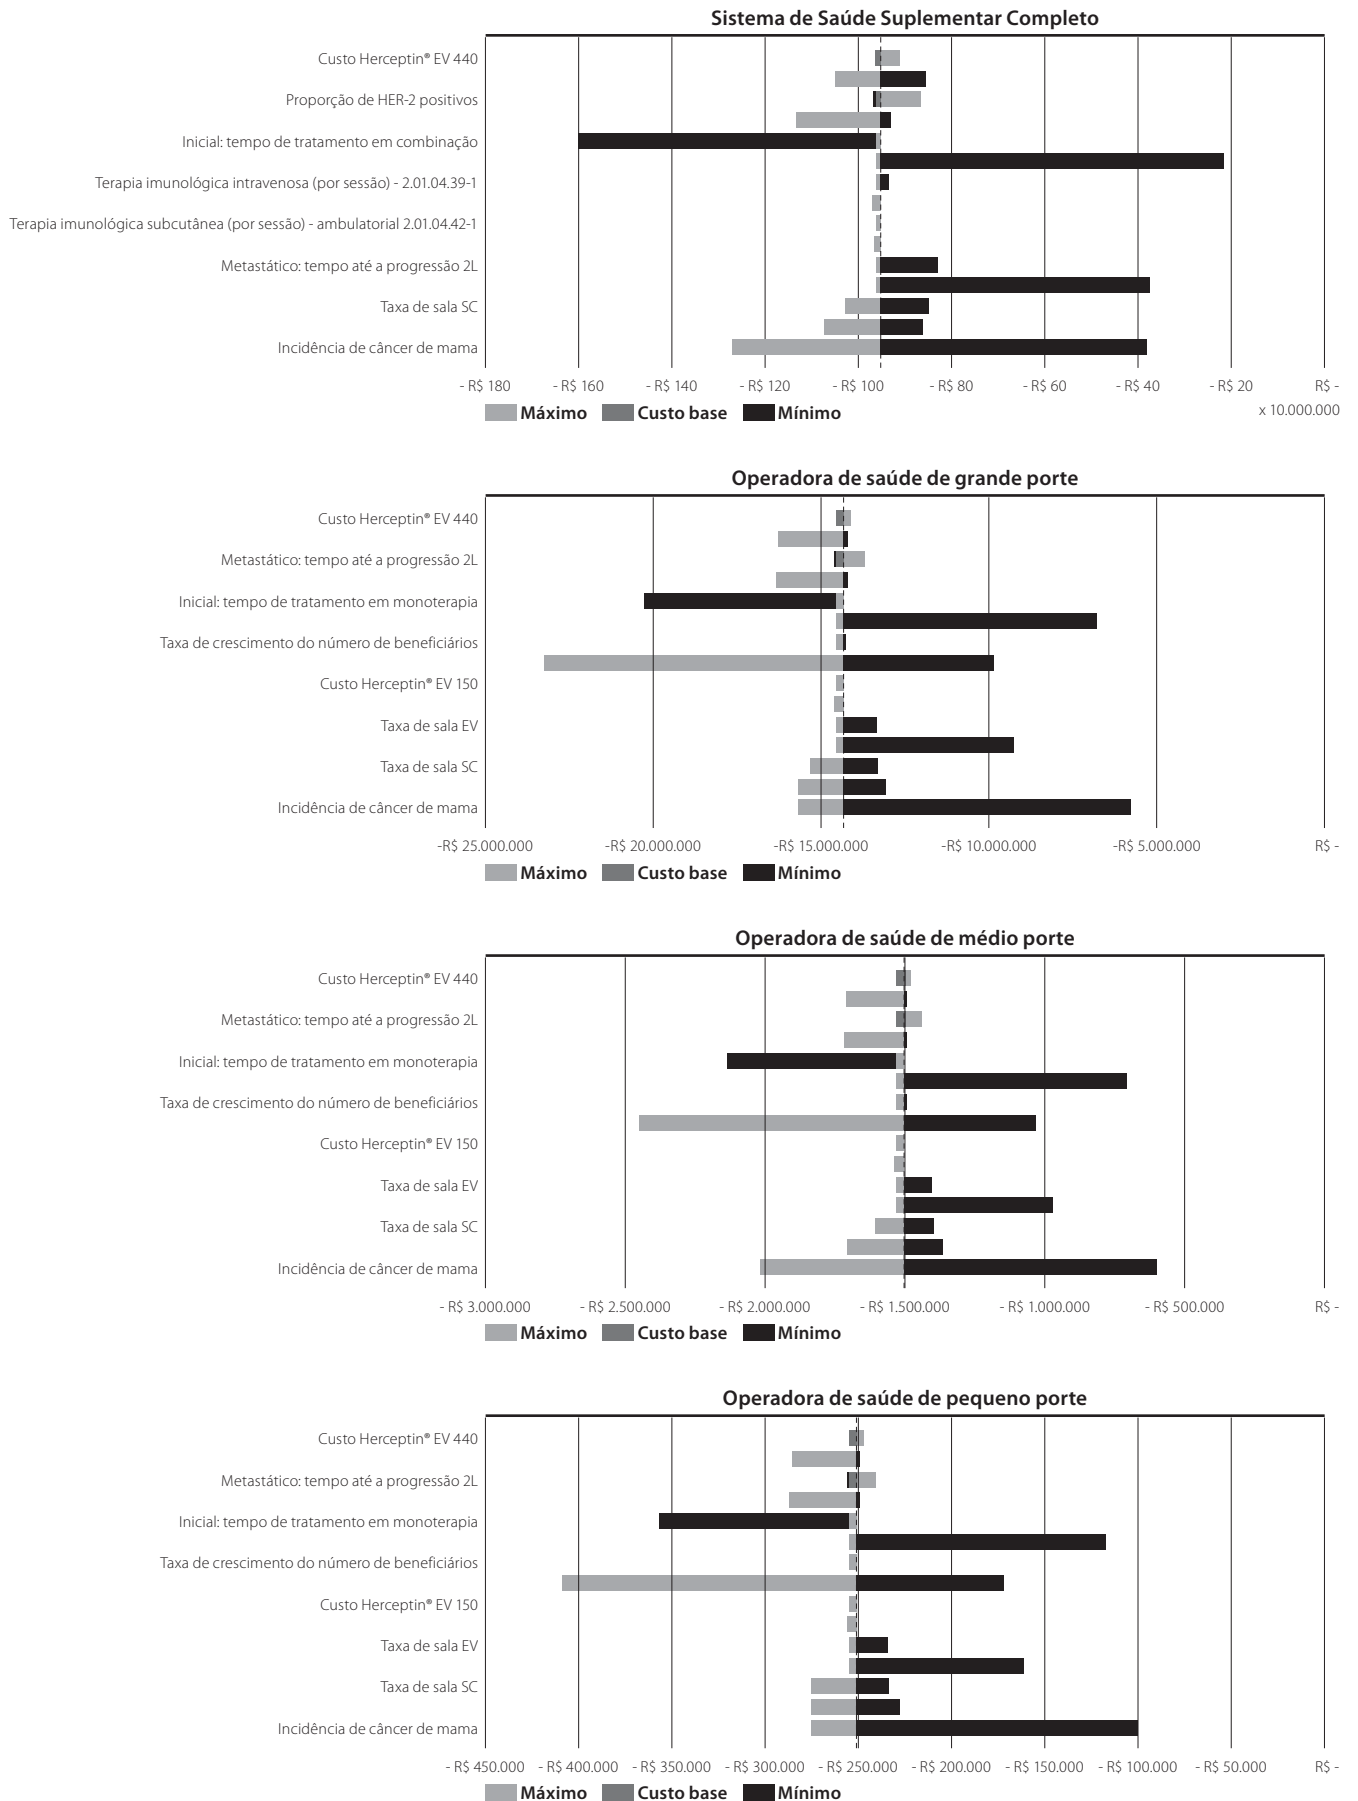 Sistema de Saúde Suplementar Completo
Custo Herceptin® EV 440
Proporção de HER-2 positivos
Inicial: tempo de tratamento em combinação
Terapia imunológica intravenosa (por sessão) - 2.01.04.39-1
Terapia imunológica subcutânea (por sessão) - ambulatorial 2.01.04.42-1
Metastático: tempo até a progressão 2L
Taxa de sala SC
Incidência de câncer de mama
- R$ 180 - R$ 160 - R$ 140 - R$ 120 - R$ 100 - R$ 80 - R$ 60 - R$ 40 - R$ 20 R$ -
x 10.000.000
Máximo Custo base Mínimo
Operadora de saúde de grande porte
Custo Herceptin® EV 440
Metastático: tempo até a progressão 2L
Inicial: tempo de tratamento em monoterapia
Taxa de crescimento do número de beneficiários
Custo Herceptin® EV 150
Taxa de sala EV
Taxa de sala SC
Incidência de câncer de mama
-R$ 25.000.000 -R$ 20.000.000 -R$ 15.000.000 -R$ 10.000.000 -R$ 5.000.000 R$ -
Máximo Custo base Mínimo
Operadora de saúde de médio porte
Custo Herceptin® EV 440
Metastático: tempo até a progressão 2L
Inicial: tempo de tratamento em monoterapia
Taxa de crescimento do número de beneficiários
Custo Herceptin® EV 150
Taxa de sala EV
Taxa de sala SC
Incidência de câncer de mama
- R$ 3.000.000 - R$ 2.500.000 - R$ 2.000.000 - R$ 1.500.000 - R$ 1.000.000 - R$ 500.000 R$ -
Máximo Custo base Mínimo
Operadora de saúde de pequeno porte
Custo Herceptin® EV 440
Metastático: tempo até a progressão 2L
Inicial: tempo de tratamento em monoterapia
Taxa de crescimento do número de beneficiários
Custo Herceptin® EV 150
Taxa de sala EV
Taxa de sala SC
Incidência de câncer de mama
- R$ 450.000 - R$ 400.000 - R$ 350.000 - R$ 300.000 - R$ 250.000 - R$ 200.000 - R$ 150.000 - R$ 100.000 - R$ 50.000 R$ -
Máximo Custo base Mínimo